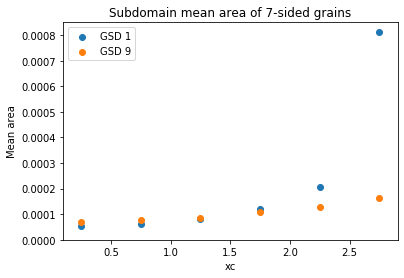 Subdomain mean area of 7-sided grains
GSD 1
GSD 9
0.0008
0.0007
0.0006
0.0005
0.0004
0.0003
0.0002
0.0001
0.0000
Mean area
0.5 1.0 1.5 2.0 2.5
xc